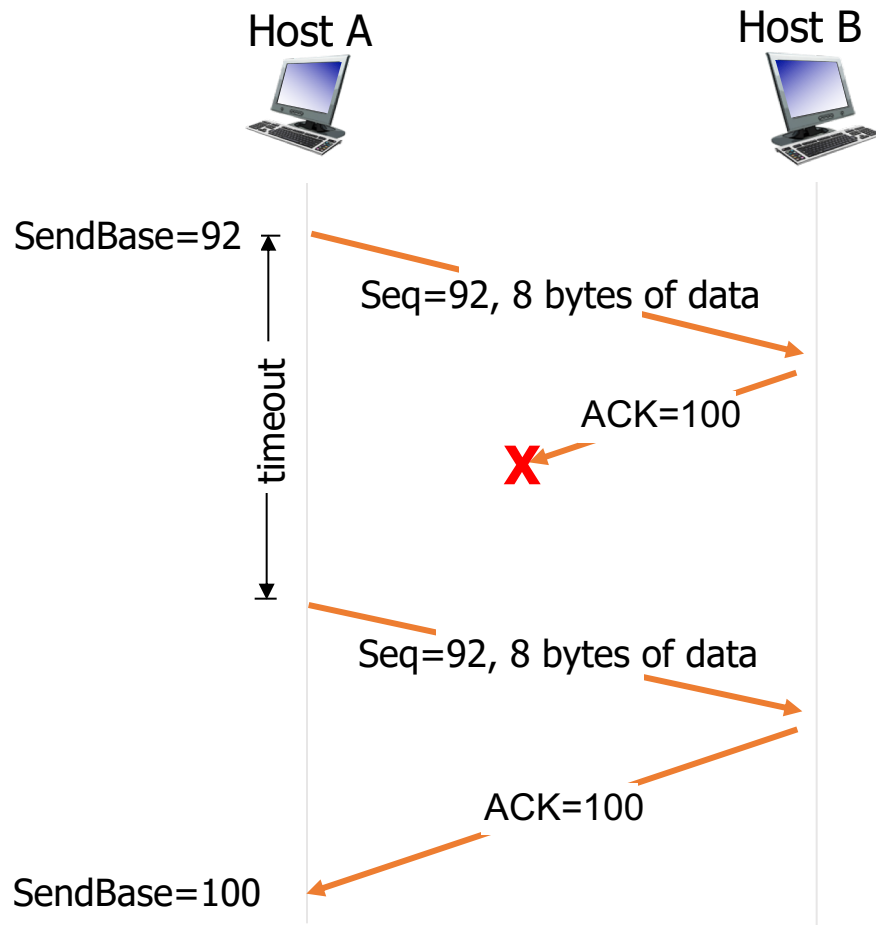 Host A
Host B
SendBase=92
Seq=92, 8 bytes of data
ACK=100
timeout
X
Seq=92, 8 bytes of data
ACK=100
SendBase=100